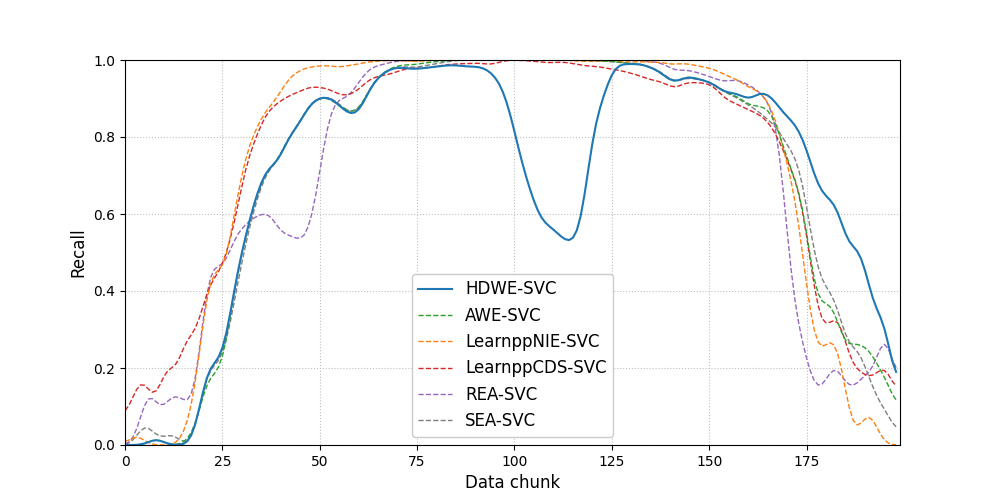 1.0
0.8
0.6
0.4
0.2
0.0
Recall
HDWE-SVC
AWE-SVC
LearnppNIE-SVC
LearnppCDS-SVC
REA-SVC
SEA-SVC
0 25 50 75 100 125 150 175
Data chunk